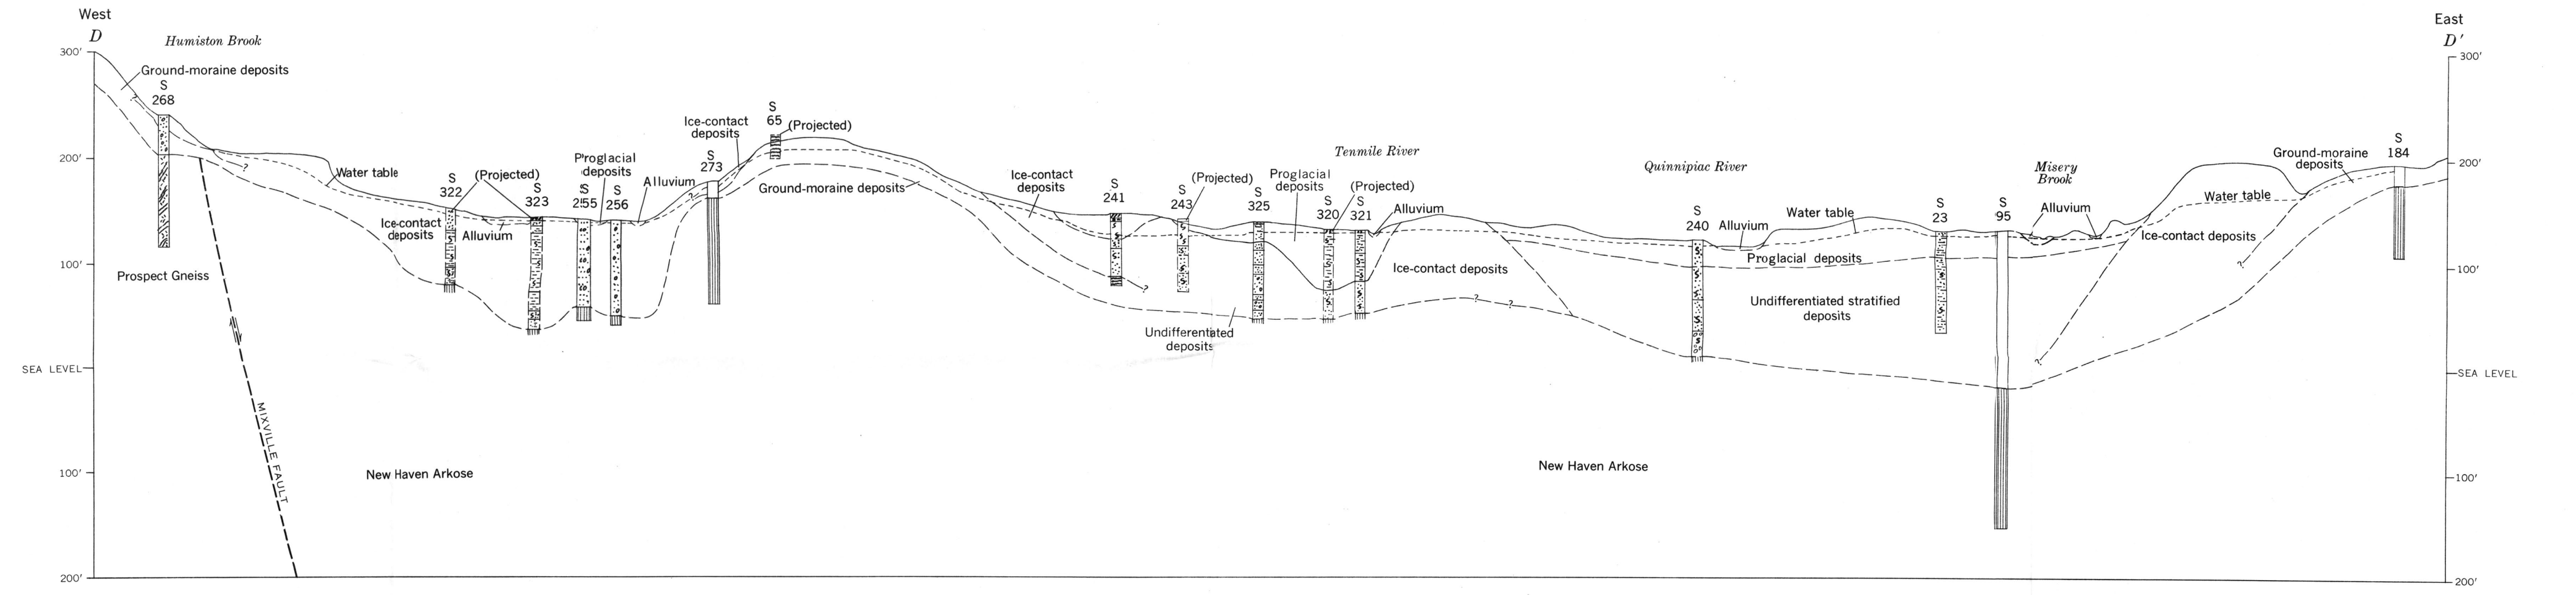 West
D
Humiston Brook
East
D'
300'
300'
Ground-moraine deposits
S
268
S
65
(Projected)
Ice-contact
deposits
S
273
Proglacial
deposits
S
255
S
256
Alluvium
200'
Water table
S
322
(Projected)
S
323
Ice-contact
deposits
Alluvium
Ground-moraine deposits
Ice-contact
deposits
S
241
S
243
(Projected)
S
325
Proglacial
deposits
Tenmile River
S
320
(Projected)
S
321
Alluvium
Quinnipiac River
S
240
Alluvium
Water table
S
23
S
95
Misery
Brook
Alluvium
Ground-moraine
deposits
S
184
200'
Water table
Ice-contact deposits
100'
100'
Prospect Gneiss
Ice-contact deposits
Proglacial deposits
Undifferentiated stratified
deposits
Undifferentiated
deposits
SEA LEVEL
SEA LEVEL
MIXVILLE FAULT
100'
New Haven Arkose
New Haven Arkose
100'
200'
200'
?
?
?
?
?
?
?
?